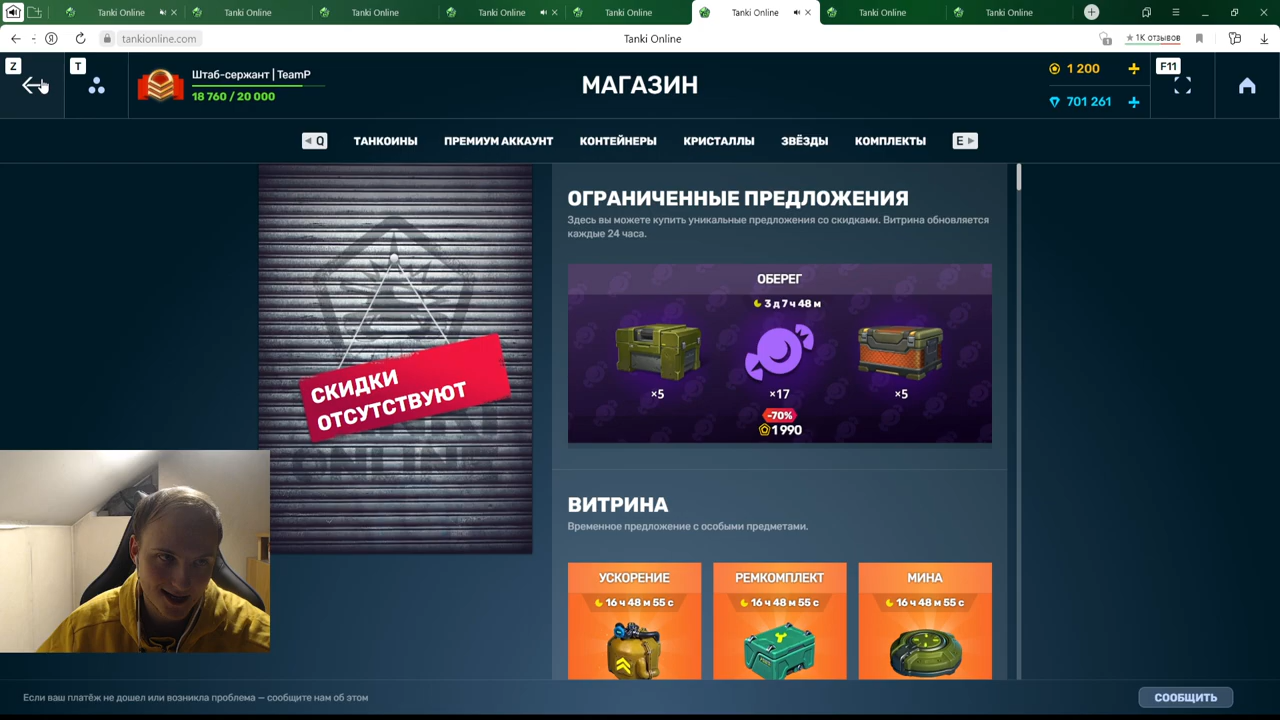 Tanki Online
Tanki Online
Tanki Online
Tanki Online
Tanki Online
Tanki Online
Tanki Online
Tanki Online
tankionline.com
Tanki Online
★ 1K отзывов
Z
T
Штаб-сержант | TeamP
18 760 / 20 000
МАГАЗИН
1 200
701 261
F11
Q
ТАНКОИНЫ
ПРЕМИУМ АККАУНТ
КОНТЕЙНЕРЫ
КРИСТАЛЛЫ
ЗВЁЗДЫ
КОМПЛЕКТЫ
E
СКИДКИ
ОТСУТСТВУЮТ
ОГРАНИЧЕННЫЕ ПРЕДЛОЖЕНИЯ
Здесь вы можете купить уникальные предложения со скидками. Витрина обновляется
каждые 24 часа.
ОБЕРЕГ
3 д 7 ч 48 м
×5
×17
×5
-70%
1 990
ВИТРИНА
Временное предложение с особыми предметами.
УСКОРЕНИЕ
РЕМКОМПЛЕКТ
МИНА
16 ч 48 м 55 с
16 ч 48 м 55 с
16 ч 48 м 55 с
Если ваш платёж не дошел или возникла проблема — сообщите нам об этом
СООБЩИТЬ